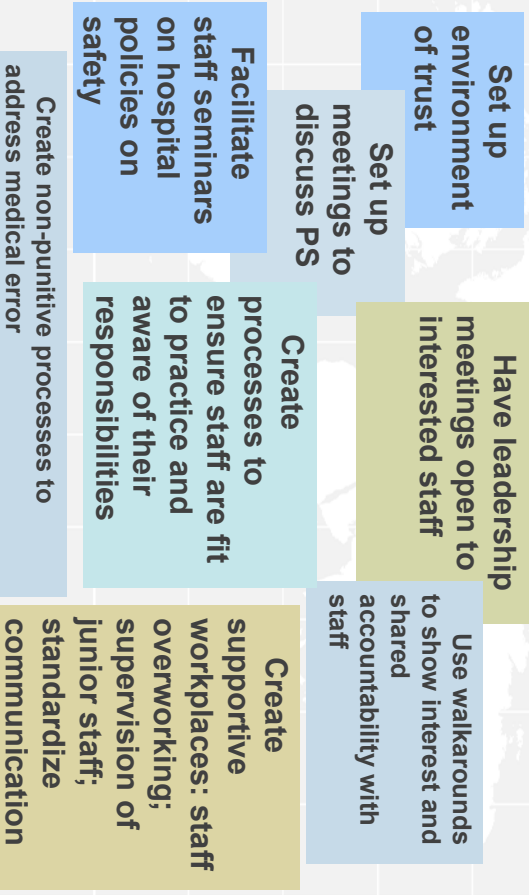 Set up
environment
of trust
Set up
meetings to
discuss PS
Facilitate
staff seminars
on hospital
policies on
safety
Create non-punitive processes to
address medical error
Have leadership
meetings open to
interested staff
Create
processes to
ensure staff are fit
to practice and
aware of their
responsibilities
Use walkarounds
to show interest and
shared
accountability with
staff
Create
supportive
workplaces: staff
overworking;
supervision of
junior staff;
standardize
communication